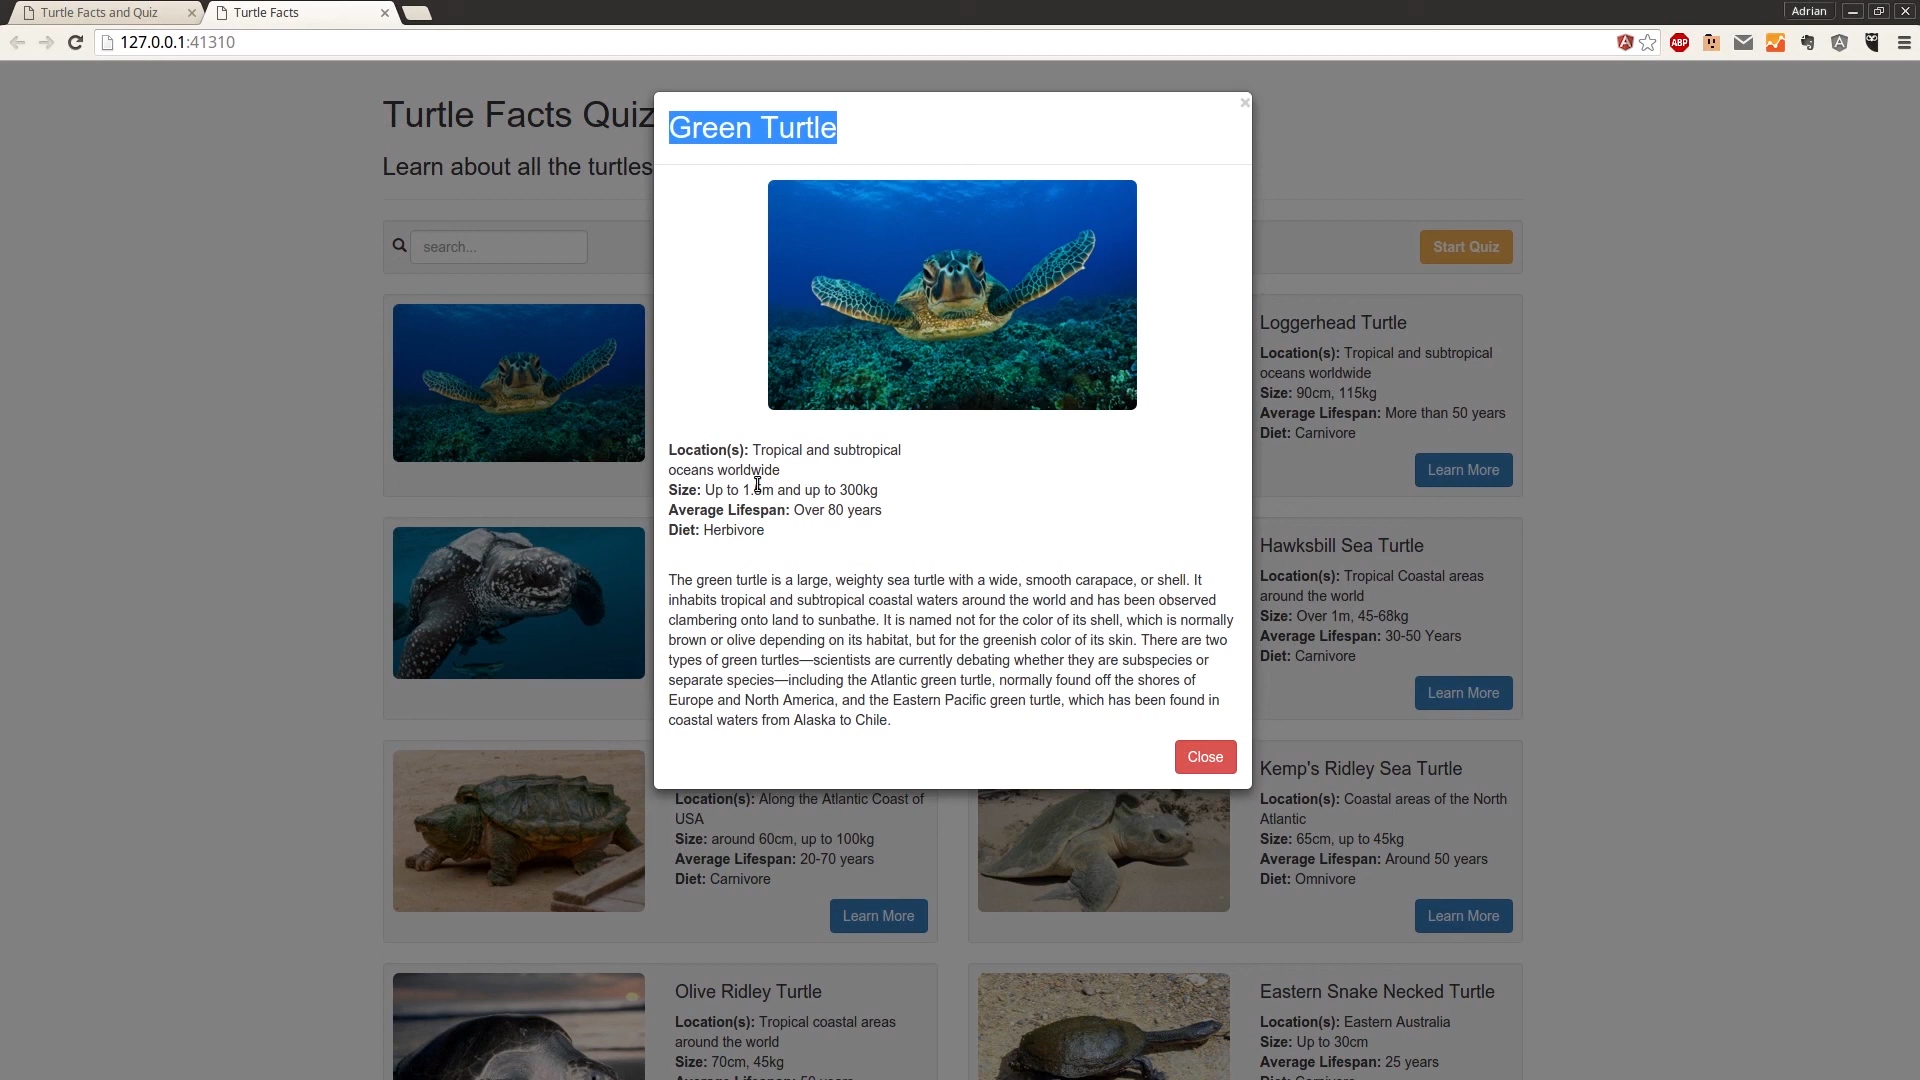 Turtle Facts and Quiz
Turtle Facts
Adrian
127.0.0.1:41310
ABP
Turtle Facts Quiz
Learn about all the turtles
search...
Start Quiz
Green Turtle
Location(s): Tropical and subtropical
oceans worldwide
Size: Up to and up to 300kg
Average Lifespan: Over 80 years
Diet: Herbivore
The green turtle is a large, weighty sea turtle with a wide, smooth carapace, or shell. It
inhabits tropical and subtropical coastal waters around the world and has been observed
clambering onto land to sunbathe. It is named not for the color of its shell, which is normally
brown or olive depending on its habitat, but for the greenish color of its skin. There are two
types of green turtles—scientists are currently debating whether they are subspecies or
separate species—including the Atlantic green turtle, normally found off the shores of
Europe and North America, and the Eastern Pacific green turtle, which has been found in
coastal waters from Alaska to Chile.
Close
Loggerhead Turtle
Location(s): Tropical and subtropical
oceans worldwide
Size: 90cm, 115kg
Average Lifespan: More than 50 years
Diet: Carnivore
Learn More
Hawksbill Sea Turtle
Location(s): Tropical Coastal areas
around the world
Size: Over 1m, 45-68kg
Average Lifespan: 30-50 Years
Diet: Carnivore
Learn More
Location(s): Along the Atlantic Coast of
USA
Size: around 60cm, up to 100kg
Average Lifespan: 20-70 years
Diet: Carnivore
Learn More
Kemp's Ridley Sea Turtle
Location(s): Coastal areas of the North
Atlantic
Size: 65cm, up to 45kg
Average Lifespan: Around 50 years
Diet: Omnivore
Learn More
Olive Ridley Turtle
Location(s): Tropical coastal areas
around the world
Size: 70cm, 45kg
Eastern Snake Necked Turtle
Location(s): Eastern Australia
Size: Up to 30cm
Average Lifespan: 25 years